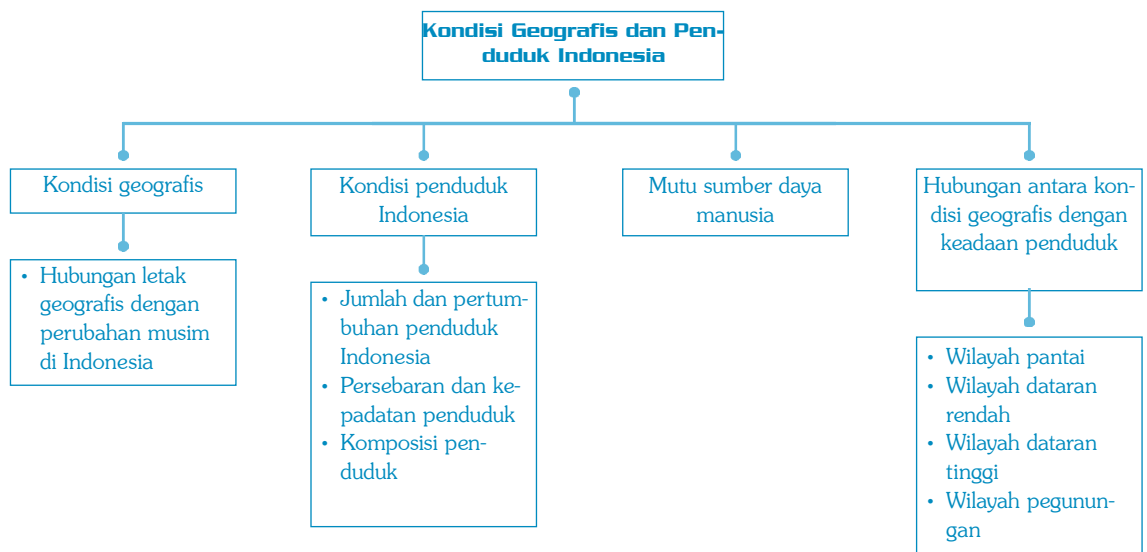 Kondisi Geografis dan Pen-
duduk Indonesia
Kondisi geografis
• Hubungan letak
geografis dengan
perubahan musim
di Indonesia
Kondisi penduduk
Indonesia
• Jumlah dan pertum-
buhan penduduk
Indonesia
• Persebaran dan ke-
padatan penduduk
• Komposisi pen-
duduk
Mutu sumber daya
manusia
Hubungan antara kon-
disi geografis dengan
keadaan penduduk
• Wilayah pantai
• Wilayah dataran
rendah
• Wilayah dataran
tinggi
• Wilayah pegunun-
gan